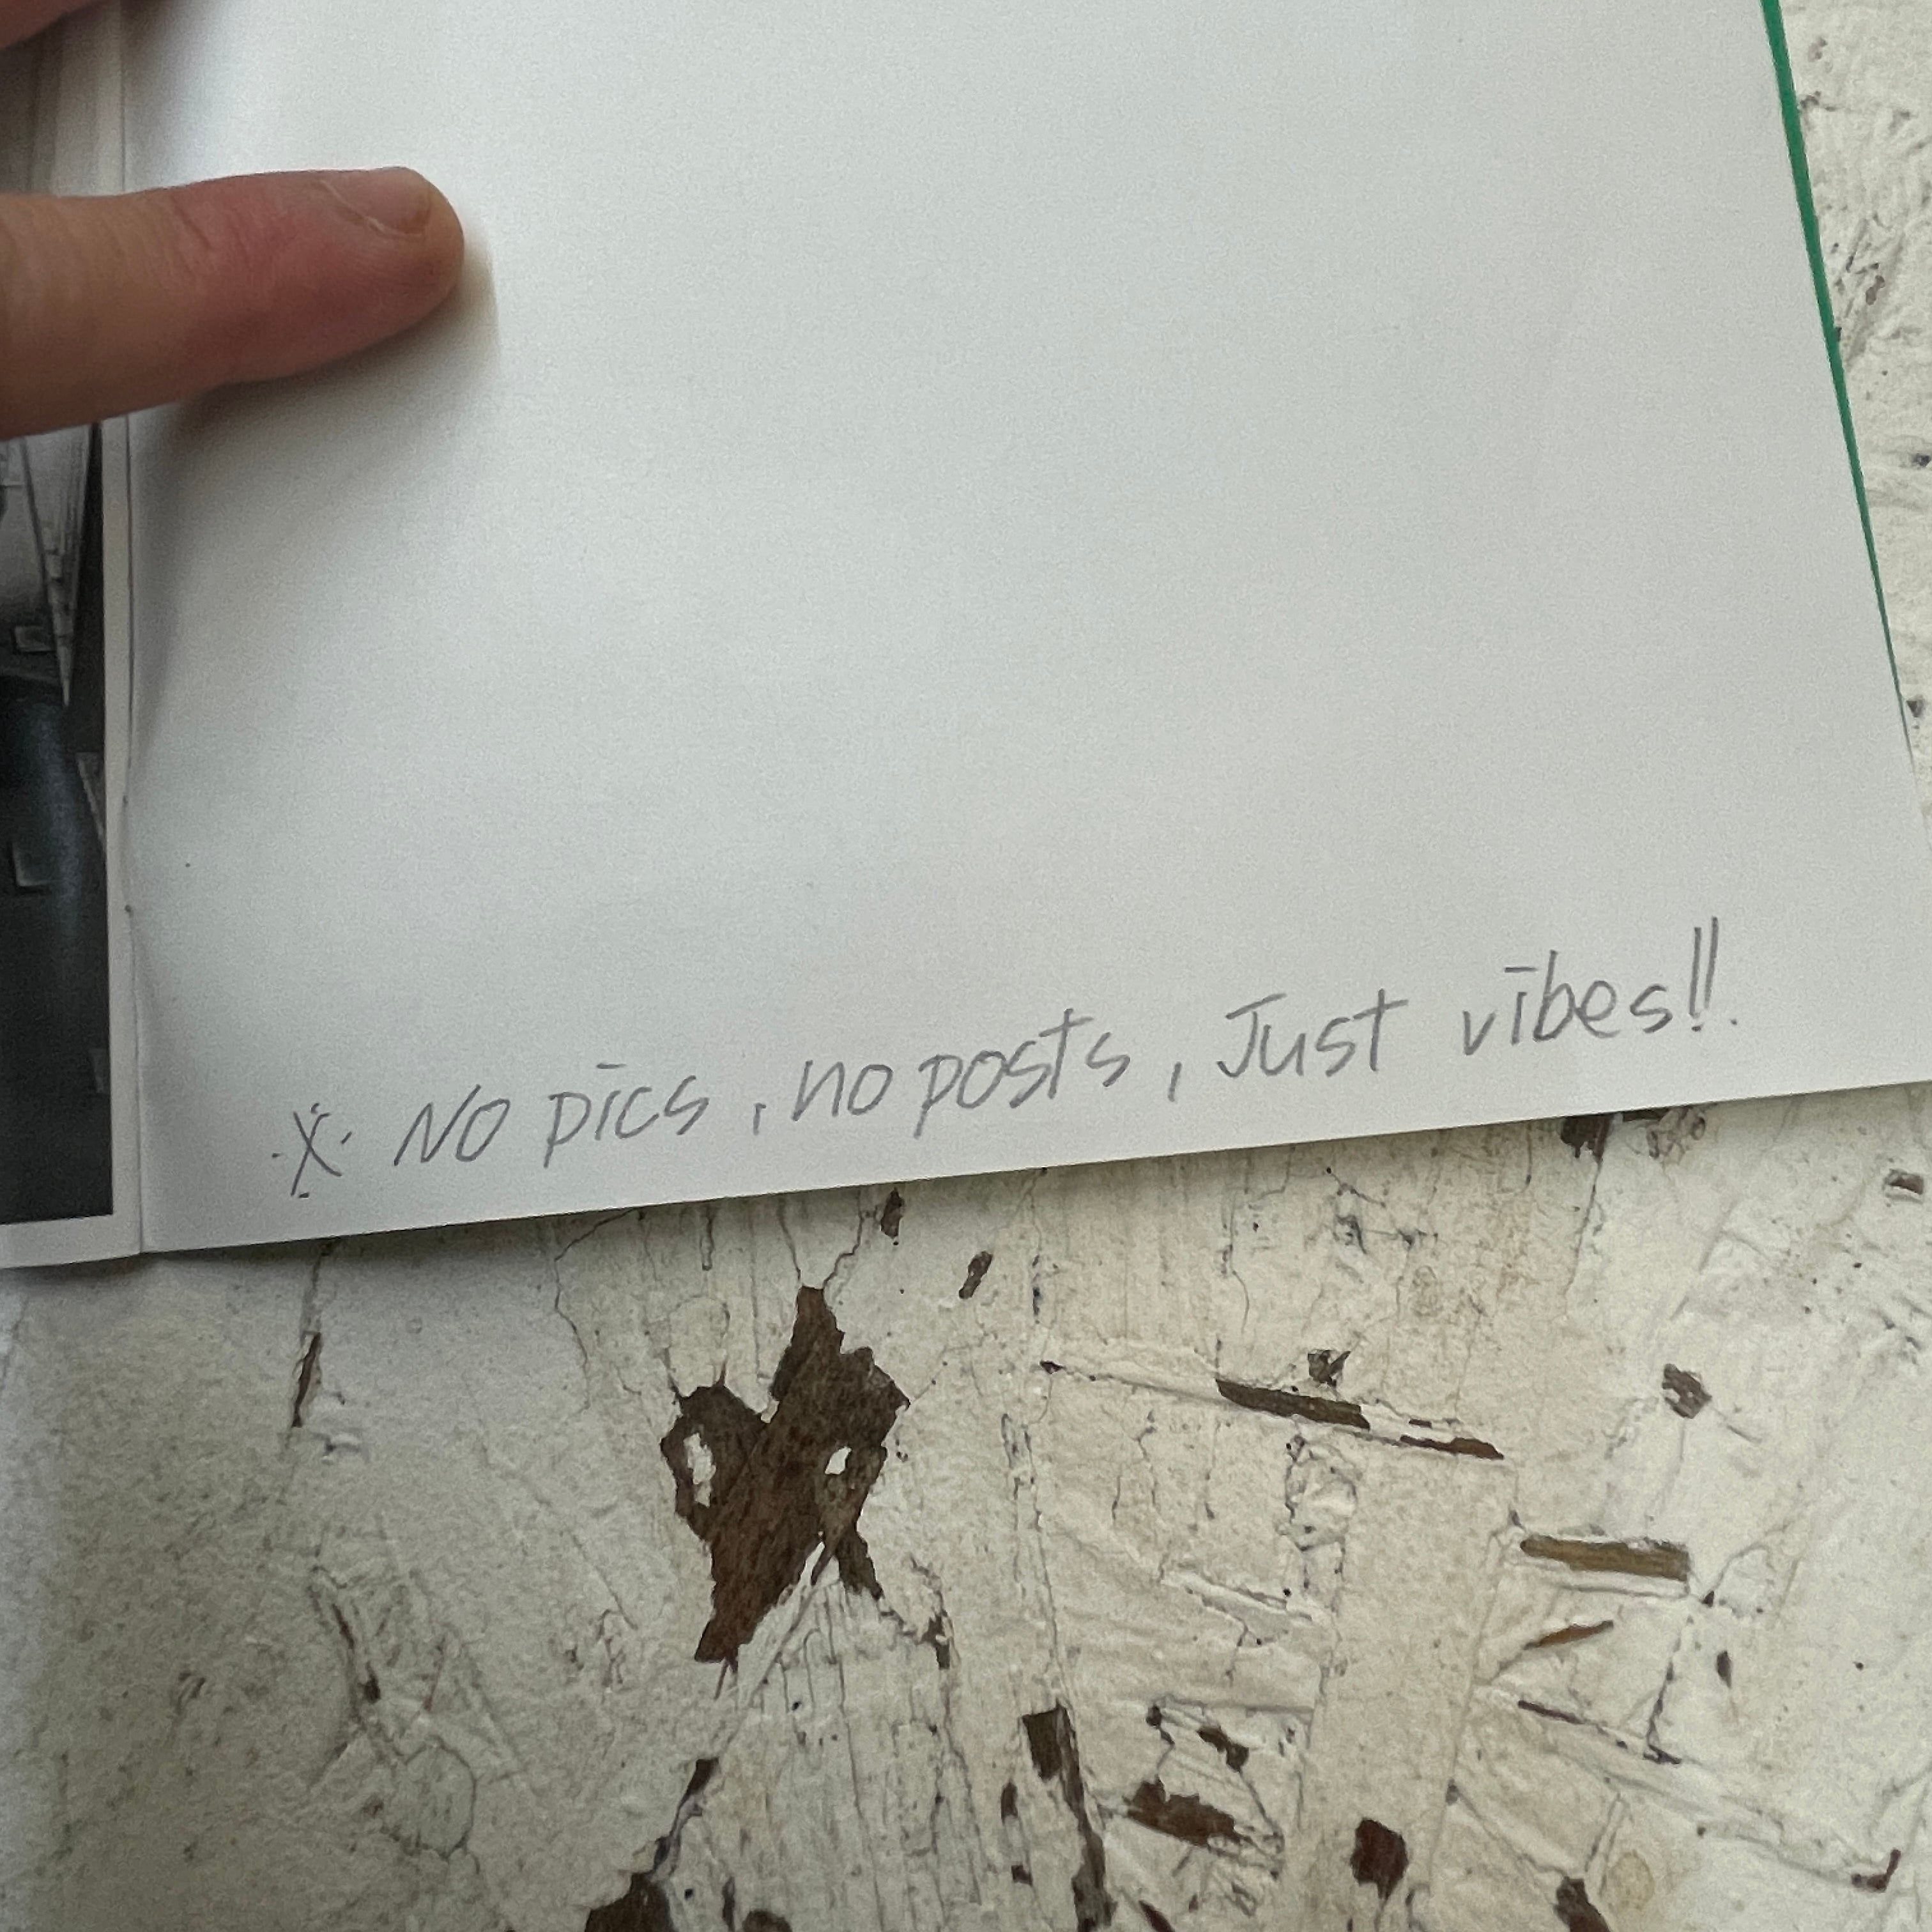 ※ No pics, no posts, Just vibes!!.